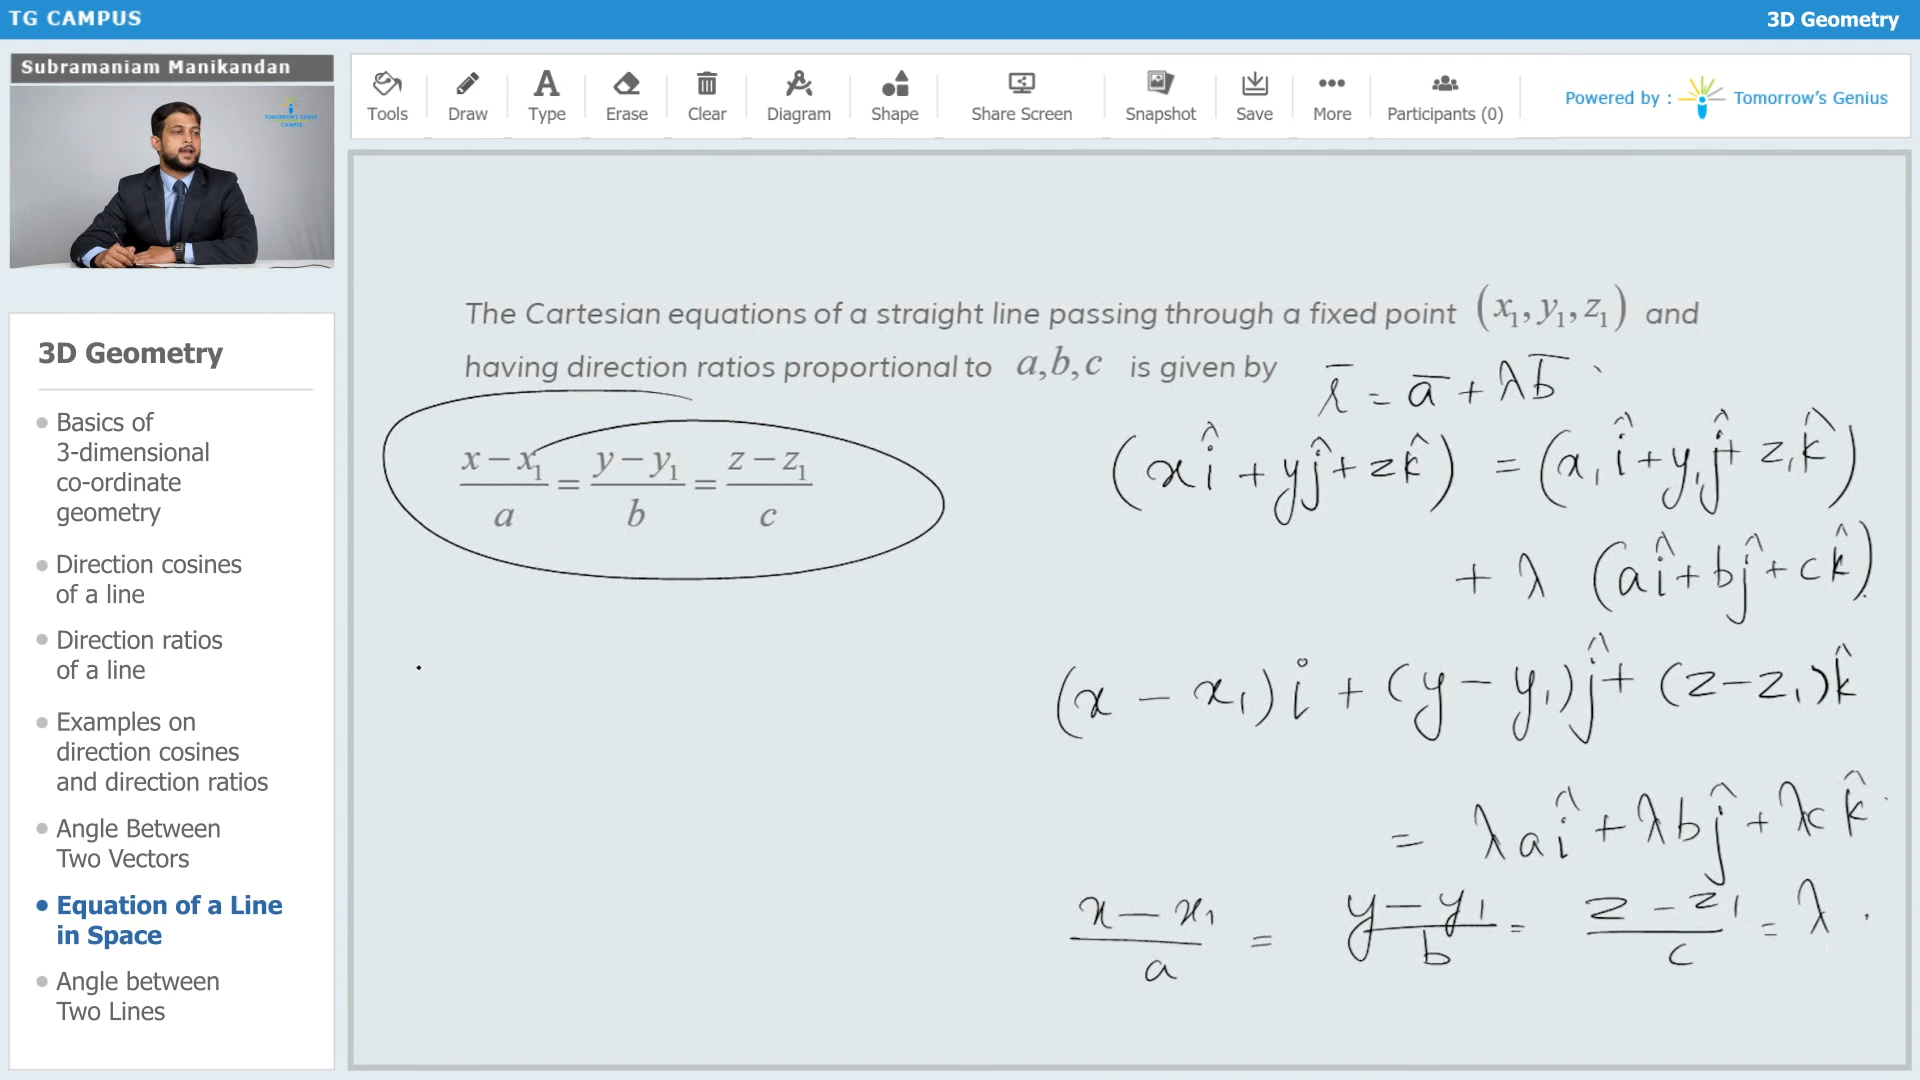 TG CAMPUS
3D Geometry
Subramaniam Manikandan
TOMORROW'S GENIUS
CAMPUS
Tools
Draw
Type
Erase
Clear
Diagram
Shape
Share Screen
Snapshot
Save
More
Participants (0)
Powered by : Tomorrow's Genius
3D Geometry
Basics of
3-dimensional
co-ordinate
geometry
Direction cosines
of a line
Direction ratios
of a line
Examples on
direction cosines
and direction ratios
Angle Between
Two Vectors
Equation of a Line
in Space
Angle between
Two Lines
The Cartesian equations of a straight line passing through a fixed point (x₁, y₁, z₁) and
having direction ratios proportional to a,b,c is given by
(x − x₁)/a = (y − y₁)/b = (z − z₁)/c
r̄ = ā + λb̄
(xî + yĵ + zk̂) = (x₁î + y₁ĵ + z₁k̂)
+ λ (aî + bĵ + ck̂)
(x − x₁)i + (y − y₁)ĵ + (z − z₁)k̂
= λaî + λbĵ + λck̂
(x − x₁)/a = (y − y₁)/b = (z − z₁)/c = λ